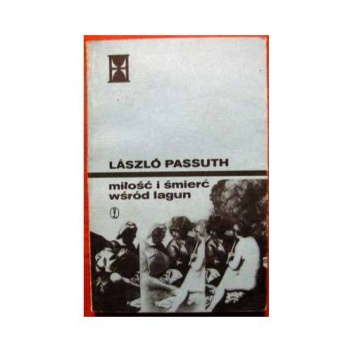 LÁSZLÓ PASSUTH
miłość i śmierć
wśród lagun